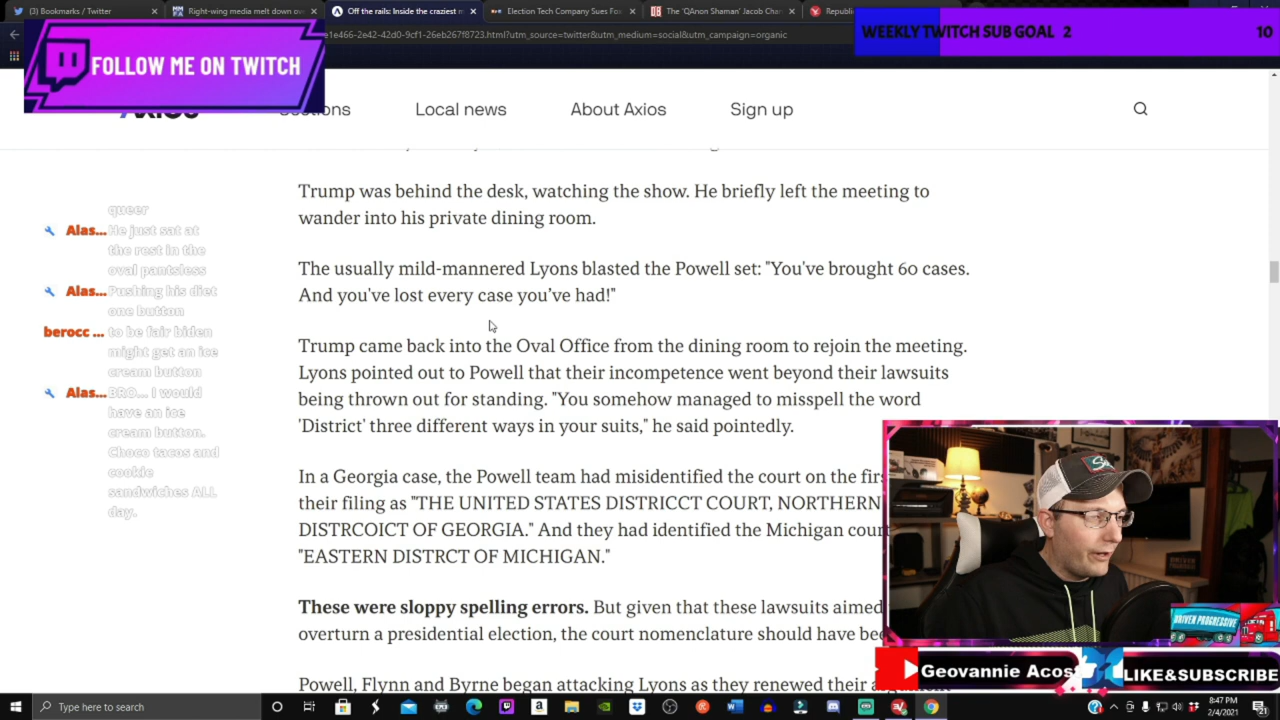 (3) Bookmarks / Twitter
Right-wing media melt down ove
Off the rails: Inside the craziest m
Election Tech Company Sues Fox
The 'QAnon Shaman' Jacob Chan
Republic
1e466-2e42-42d0-9cf1-26eb267f8723.html?utm_source=twitter&utm_medium=social&utm_campaign=organic
WEEKLY TWITCH SUB GOAL 2 10
FOLLOW ME ON TWITCH
Sections
Local news
About Axios
Sign up
Trump was behind the desk, watching the show. He briefly left the meeting to
wander into his private dining room.
The usually mild-mannered Lyons blasted the Powell set: "You've brought 60 cases.
And you've lost every case you've had!"
Trump came back into the Oval Office from the dining room to rejoin the meeting.
Lyons pointed out to Powell that their incompetence went beyond their lawsuits
being thrown out for standing. "You somehow managed to misspell the word
'District' three different ways in your suits," he said pointedly.
In a Georgia case, the Powell team had misidentified the court on the firs
their filing as "THE UNITED STATES DISTRICCT COURT, NORTHERN
DISTRCOICT OF GEORGIA." And they had identified the Michigan cour
"EASTERN DISTRCT OF MICHIGAN."
These were sloppy spelling errors. But given that these lawsuits aimed
overturn a presidential election, the court nomenclature should have bee
Powell, Flynn and Byrne began attacking Lyons as they renewed their argument
queer
Alas... He just sat at
the rest in the
oval pantsless
Alas... Pushing his diet
one button
berocc ... to be fair biden
might get an ice
cream button
Alas... BRO... I would
have an ice
cream button.
Choco tacos and
cookie
sandwiches ALL
day.
DRIVEN PROGRESSIVE
Geovannie Acos
LIKE&SUBSCRIBE
Type here to search
8:47 PM
2/4/2021
21